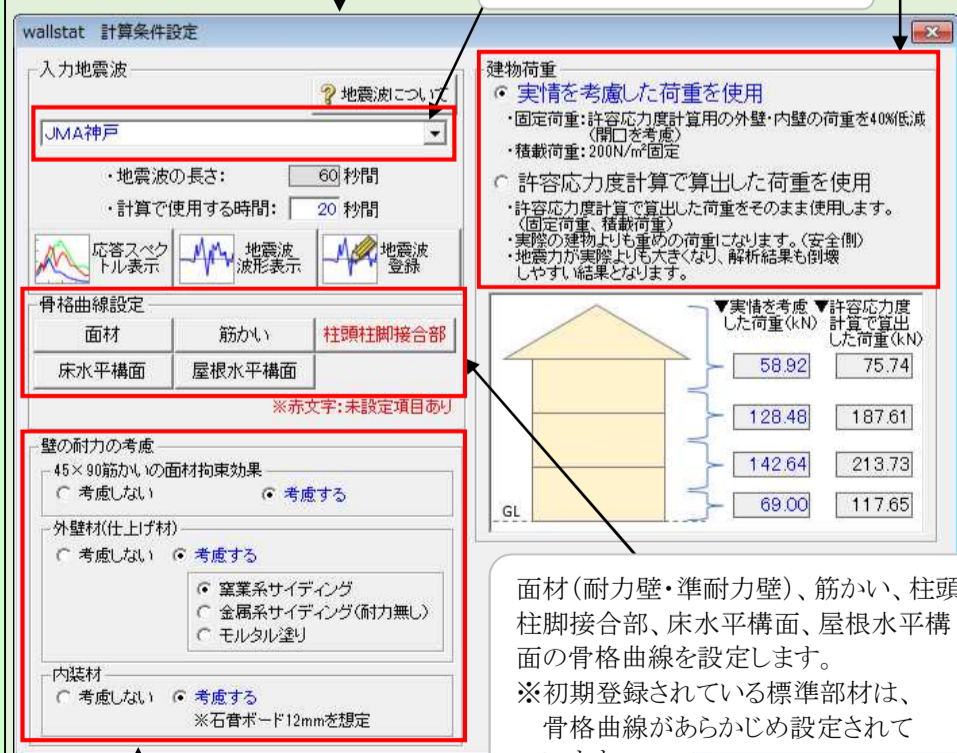 wallstat 計算条件設定
入力地震波
地震波について
JMA神戸
・地震波の長さ: 60 秒間
・計算で使用する時間: 20 秒間
応答スペク
トル表示
地震波
波形表示
地震波
登録
骨格曲線設定
面材 筋かい 柱頭柱脚接合部
床水平構面 屋根水平構面
※赤文字:未設定項目あり
壁の耐力の考慮
45×90筋かいの面材拘束効果
考慮しない 考慮する
外壁材(仕上げ材)
考慮しない 考慮する
窯業系サイディング
金属系サイディング(耐力無し)
モルタル塗り
内装材
考慮しない 考慮する
※石膏ボード12mmを想定
建物荷重
実情を考慮した荷重を使用
・固定荷重:許容応力度計算用の外壁・内壁の荷重を40%低減
(開口を考慮)
・積載荷重:200N/㎡固定
許容応力度計算で算出した荷重を使用
・許容応力度計算で算出した荷重をそのまま使用します。
(固定荷重、積載荷重)
・実際の建物よりも重めの荷重になります。(安全側)
・地震力が実際よりも大きくなり、解析結果も倒壊
しやすい結果となります。
▼実情を考慮
した荷重(kN)
▼許容応力度
計算で算出
した荷重(kN)
58.92 75.74
128.48 187.61
142.64 213.73
69.00 117.65
GL
面材(耐力壁・準耐力壁)、筋かい、柱頭
柱脚接合部、床水平構面、屋根水平構
面の骨格曲線を設定します。
※初期登録されている標準部材は、
骨格曲線があらかじめ設定されて